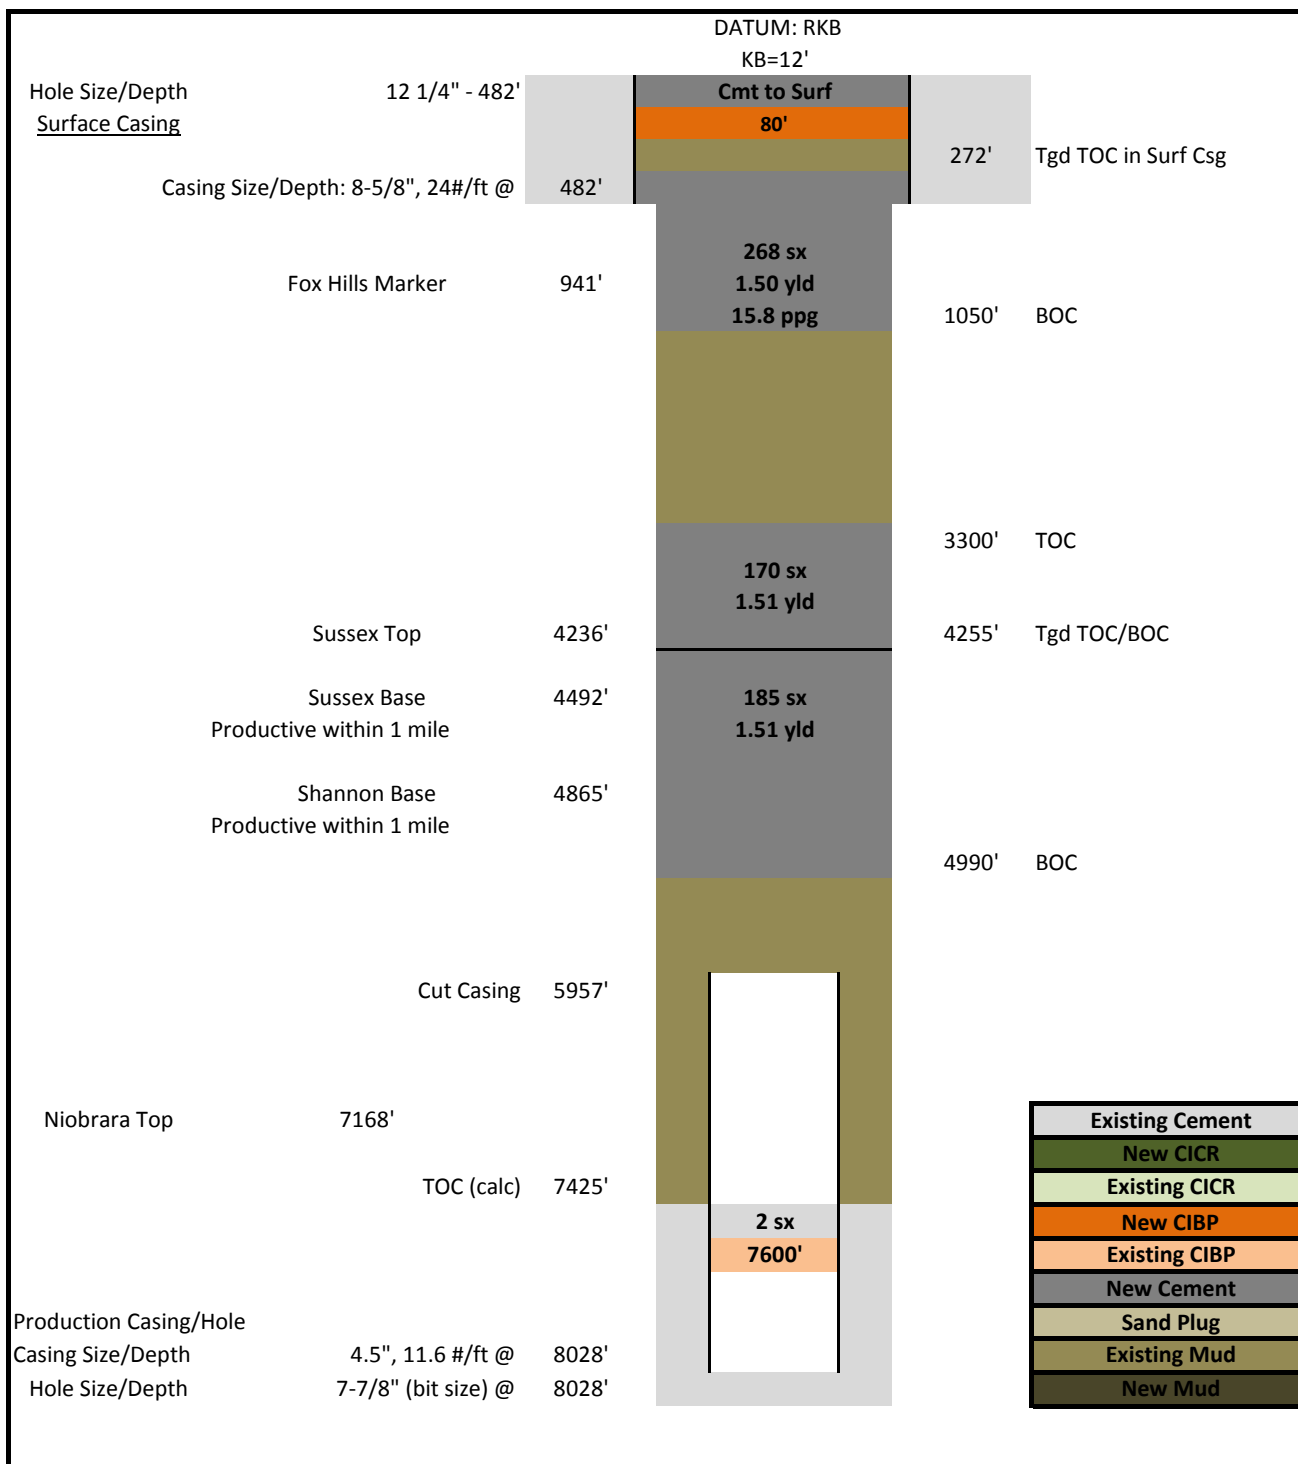 DATUM: RKB
KB=12'
Hole Size/Depth 12 1/4" - 482' Cmt to Surf
Surface Casing 80'
272' Tgd TOC in Surf Csg
Casing Size/Depth: 8-5/8", 24#/ft @ 482'
268 sx
Fox Hills Marker 941' 1.50 yld
15.8 ppg 1050' BOC
3300' TOC
170 sx
1.51 yld
Sussex Top 4236' 4255' Tgd TOC/BOC
Sussex Base 4492' 185 sx
Productive within 1 mile 1.51 yld
Shannon Base 4865'
Productive within 1 mile
4990' BOC
Cut Casing 5957'
Niobrara Top 7168' Existing Cement
New CICR
TOC (calc) 7425' Existing CICR
2 sx New CIBP
7600' Existing CIBP
New Cement
Production Casing/Hole Sand Plug
Casing Size/Depth 4.5", 11.6 #/ft @ 8028' Existing Mud
Hole Size/Depth 7-7/8" (bit size) @ 8028' New Mud